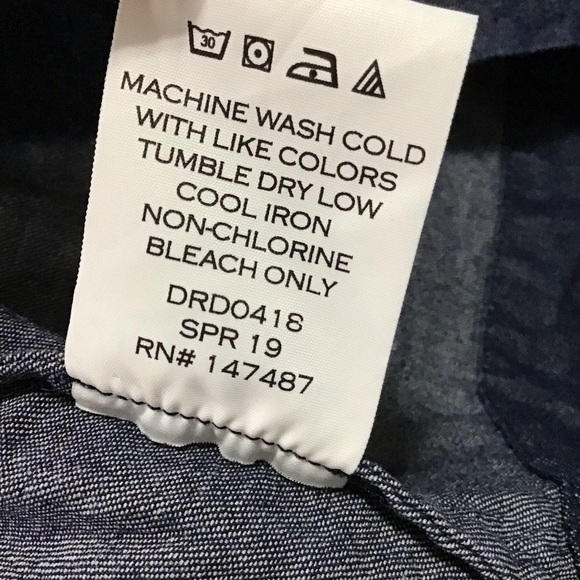 30
MACHINE WASH COLD
WITH LIKE COLORS
TUMBLE DRY LOW
COOL IRON
NON-CHLORINE
BLEACH ONLY
DRD0418
SPR 19
RN# 147487